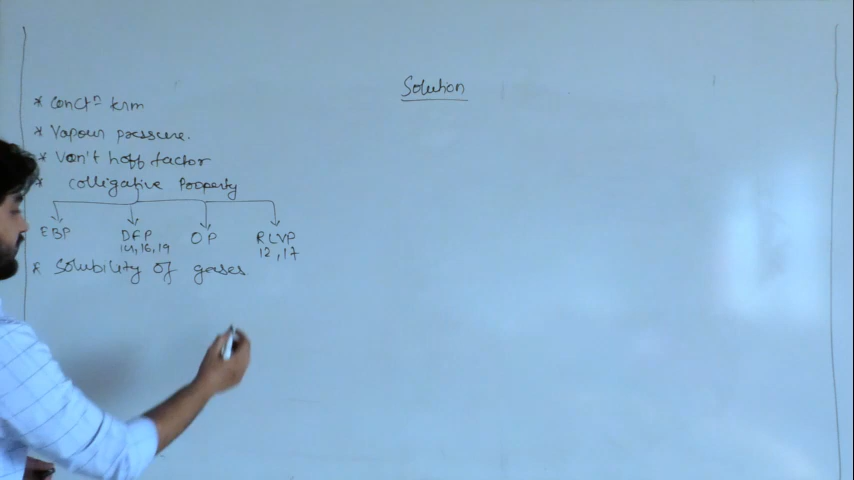 Solution
* Conctⁿ term
* Vapour pressure.
* Van't hoff factor
* Colligative Property
EBP DFP OP RLVP
14,16,19 12,17
* Solubility of gases